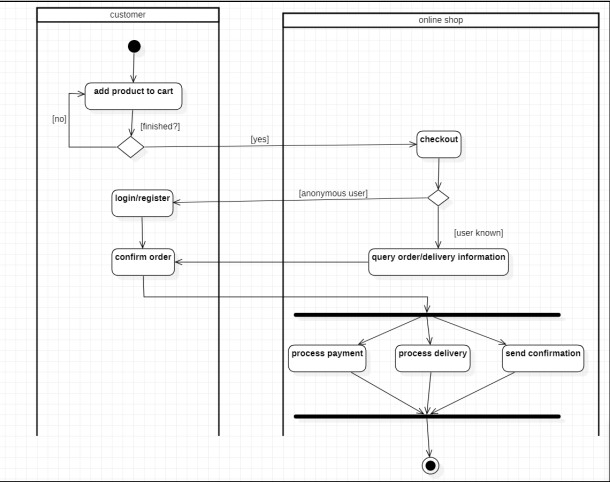 customer
online shop
add product to cart
[no]
[finished?]
[yes]
checkout
login/register
[anonymous user]
[user known]
confirm order
query order/delivery information
process payment
process delivery
send confirmation